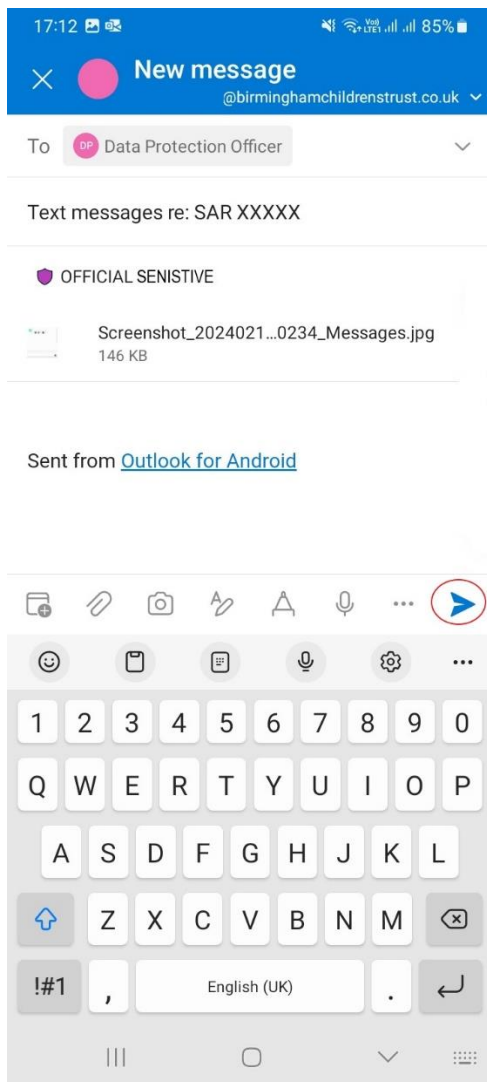 17:12 Vo)) LTE1 85%
New message
@birminghamchildrenstrust.co.uk
To DP Data Protection Officer
Text messages re: SAR XXXXX
OFFICIAL SENISTIVE
Screenshot_2024021...0234_Messages.jpg
146 KB
Sent from Outlook for Android
1 2 3 4 5 6 7 8 9 0
Q W E R T Y U I O P
A S D F G H J K L
Z X C V B N M
!#1 , English (UK) .